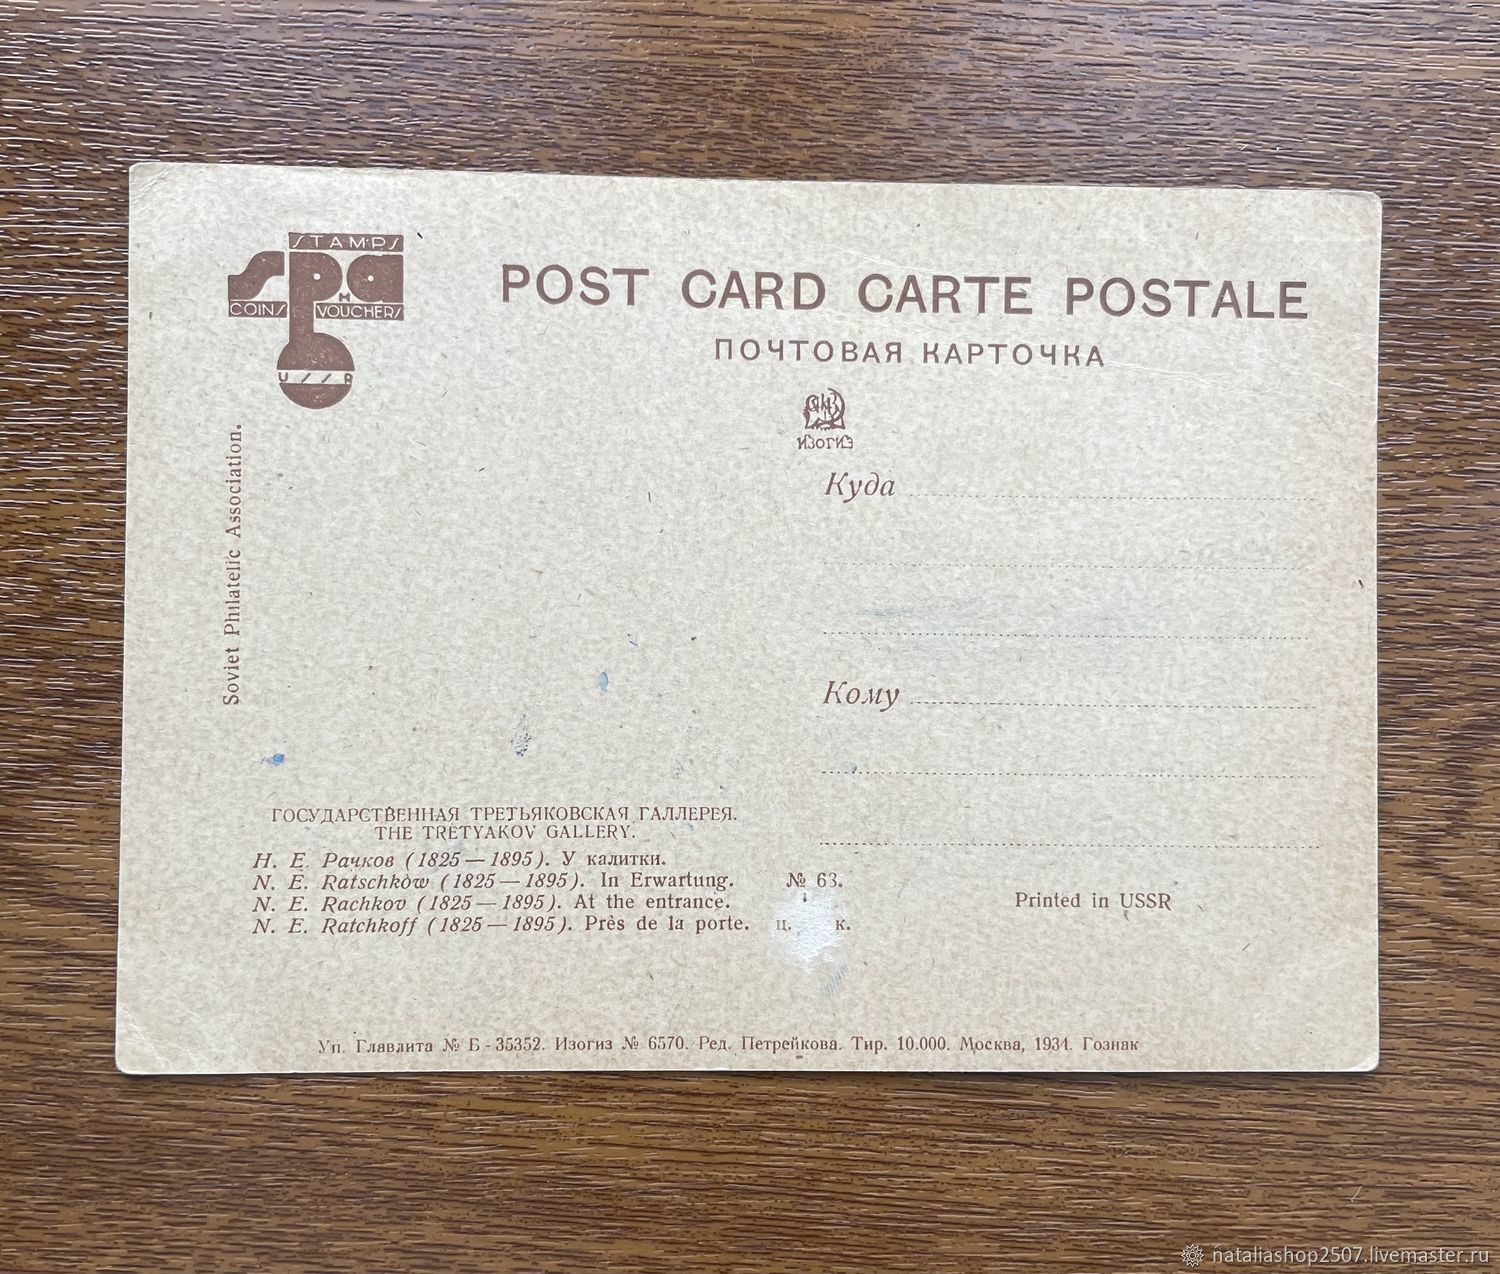 STAMPS
spa
COINS VOUCHERS
USSR
Soviet Philatelic Association.
POST CARD CARTE POSTALE
ПОЧТОВАЯ КАРТОЧКА
ИЗОГИЗ
Куда
Кому
ГОСУДАРСТВЕННАЯ ТРЕТЬЯКОВСКАЯ ГАЛЛЕРЕЯ.
THE TRETYAKOV GALLERY.
Н. Е. Рачков (1825—1895). У калитки.
N. E. Ratschkow (1825—1895). In Erwartung. № 63.
N. E. Rachkov (1825—1895). At the entrance.
N. E. Ratchkoff (1825—1895). Près de la porte. ц. к.
Printed in USSR
Уп. Главлита № Б-35352. Изогиз № 6570. Ред. Петрейкова. Тир. 10.000. Москва, 1934. Гознак
nataliashop2507.livemaster.ru